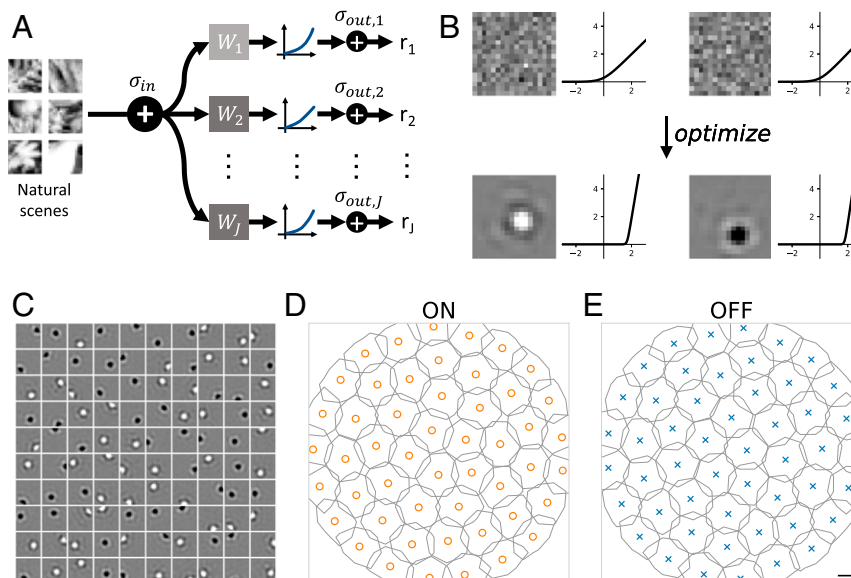 A
σ_in
Natural
scenes
W_1
σ_out,1
r_1
W_2
σ_out,2
r_2
W_J
σ_out,J
r_J
B
4
2
−2
2
4
2
−2
2
optimize
4
2
−2
2
4
2
−2
2
C
D
ON
E
OFF